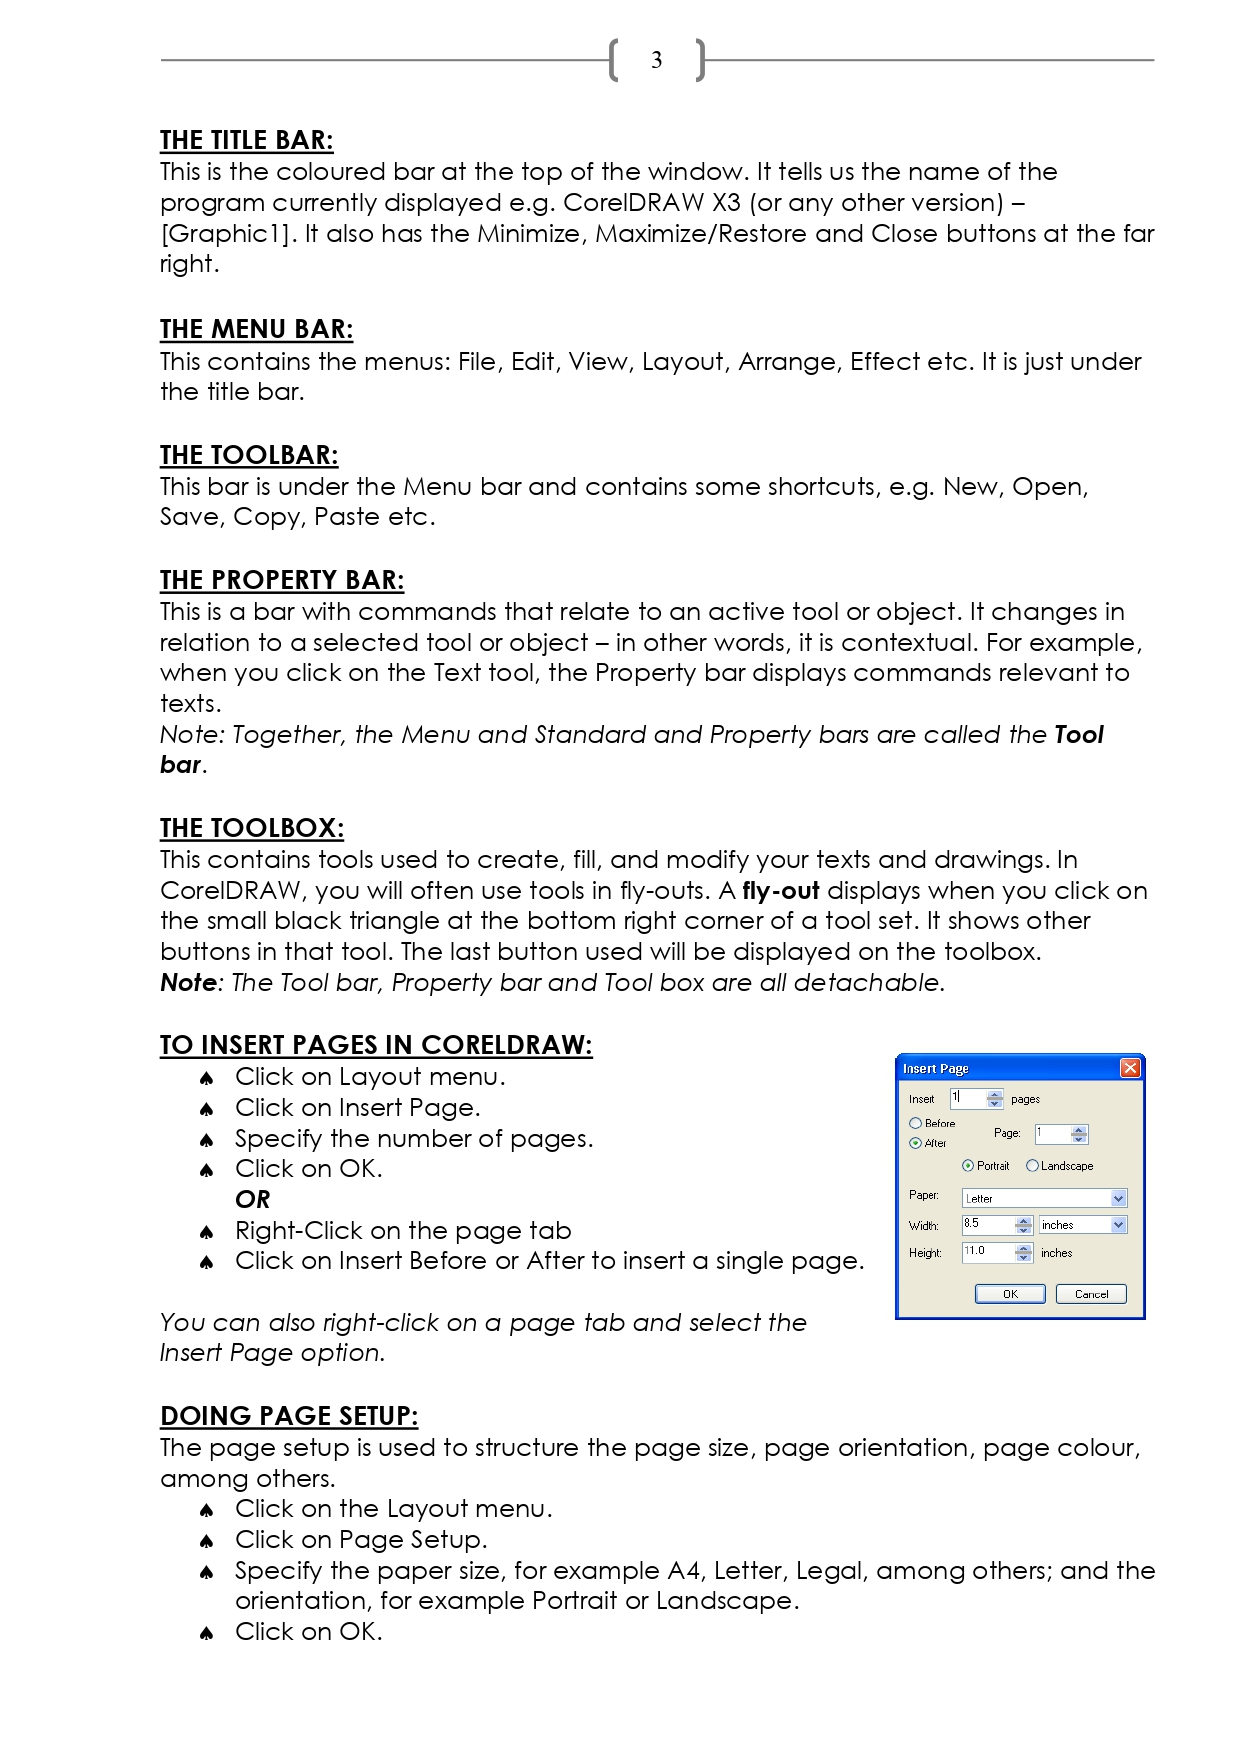 3
THE TITLE BAR:
This is the coloured bar at the top of the window. It tells us the name of the
program currently displayed e.g. CorelDRAW X3 (or any other version) –
[Graphic1]. It also has the Minimize, Maximize/Restore and Close buttons at the far
right.
THE MENU BAR:
This contains the menus: File, Edit, View, Layout, Arrange, Effect etc. It is just under
the title bar.
THE TOOLBAR:
This bar is under the Menu bar and contains some shortcuts, e.g. New, Open,
Save, Copy, Paste etc.
THE PROPERTY BAR:
This is a bar with commands that relate to an active tool or object. It changes in
relation to a selected tool or object – in other words, it is contextual. For example,
when you click on the Text tool, the Property bar displays commands relevant to
texts.
Note: Together, the Menu and Standard and Property bars are called the Tool
bar.
THE TOOLBOX:
This contains tools used to create, fill, and modify your texts and drawings. In
CorelDRAW, you will often use tools in fly-outs. A fly-out displays when you click on
the small black triangle at the bottom right corner of a tool set. It shows other
buttons in that tool. The last button used will be displayed on the toolbox.
Note: The Tool bar, Property bar and Tool box are all detachable.
TO INSERT PAGES IN CORELDRAW:
♠ Click on Layout menu.
♠ Click on Insert Page.
♠ Specify the number of pages.
♠ Click on OK.
OR
♠ Right-Click on the page tab
♠ Click on Insert Before or After to insert a single page.
Insert Page
Insert 1 pages
Before
After
Page: 1
Portrait Landscape
Paper: Letter
Width: 8.5 inches
Height: 11.0 inches
OK Cancel
You can also right-click on a page tab and select the
Insert Page option.
DOING PAGE SETUP:
The page setup is used to structure the page size, page orientation, page colour,
among others.
♠ Click on the Layout menu.
♠ Click on Page Setup.
♠ Specify the paper size, for example A4, Letter, Legal, among others; and the
orientation, for example Portrait or Landscape.
♠ Click on OK.